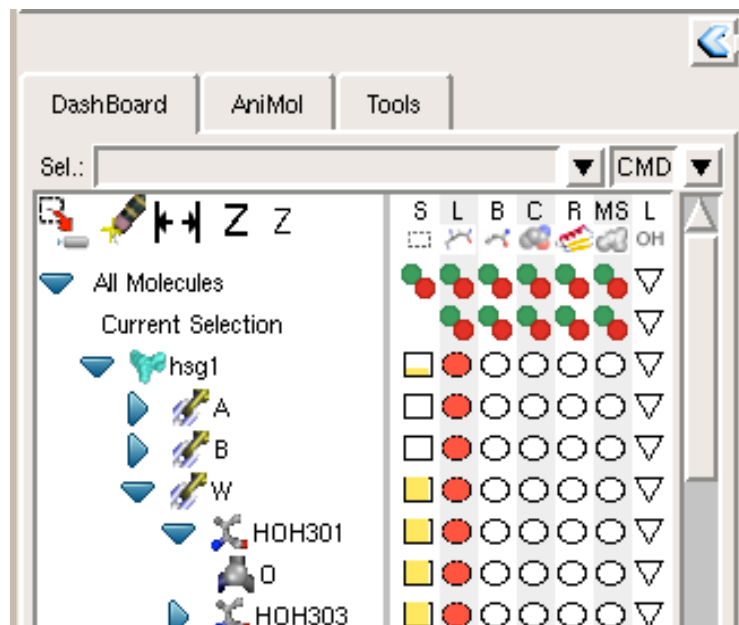 DashBoard AniMol Tools
Sel.: CMD
Z Z S L B C R MS L
OH
All Molecules
Current Selection
hsg1
A
B
W
HOH301
O
HOH303